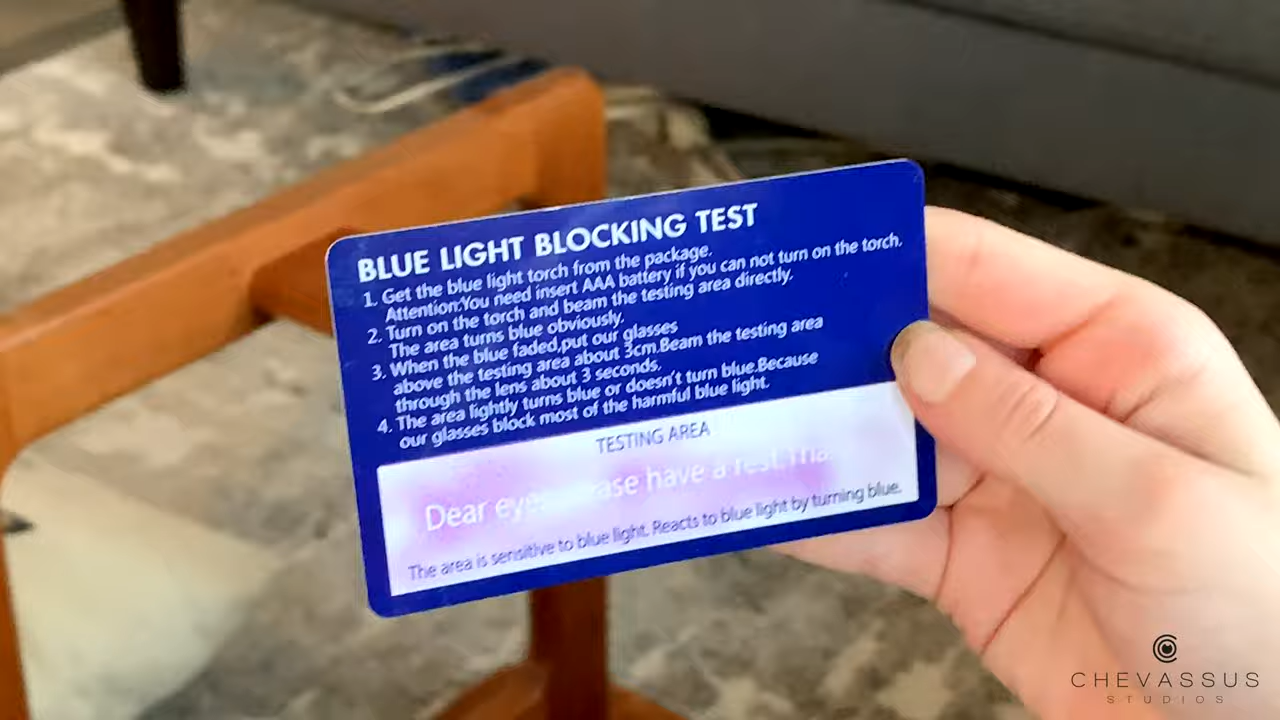 BLUE LIGHT BLOCKING TEST
1. Get the blue light torch from the package.
Attention:You need insert AAA battery if you can not turn on the torch.
2. Turn on the torch and beam the testing area directly.
The area turns blue obviously.
3. When the blue faded,put our glasses
above the testing area about 3cm.Beam the testing area
through the lens about 3 seconds.
4. The area lightly turns blue or doesn't turn blue.Because
our glasses block most of the harmful blue light.
TESTING AREA
Dear have a rest.
The area is sensitive to blue light. Reacts to blue light by turning blue.
CHEVASSUS
STUDIOS